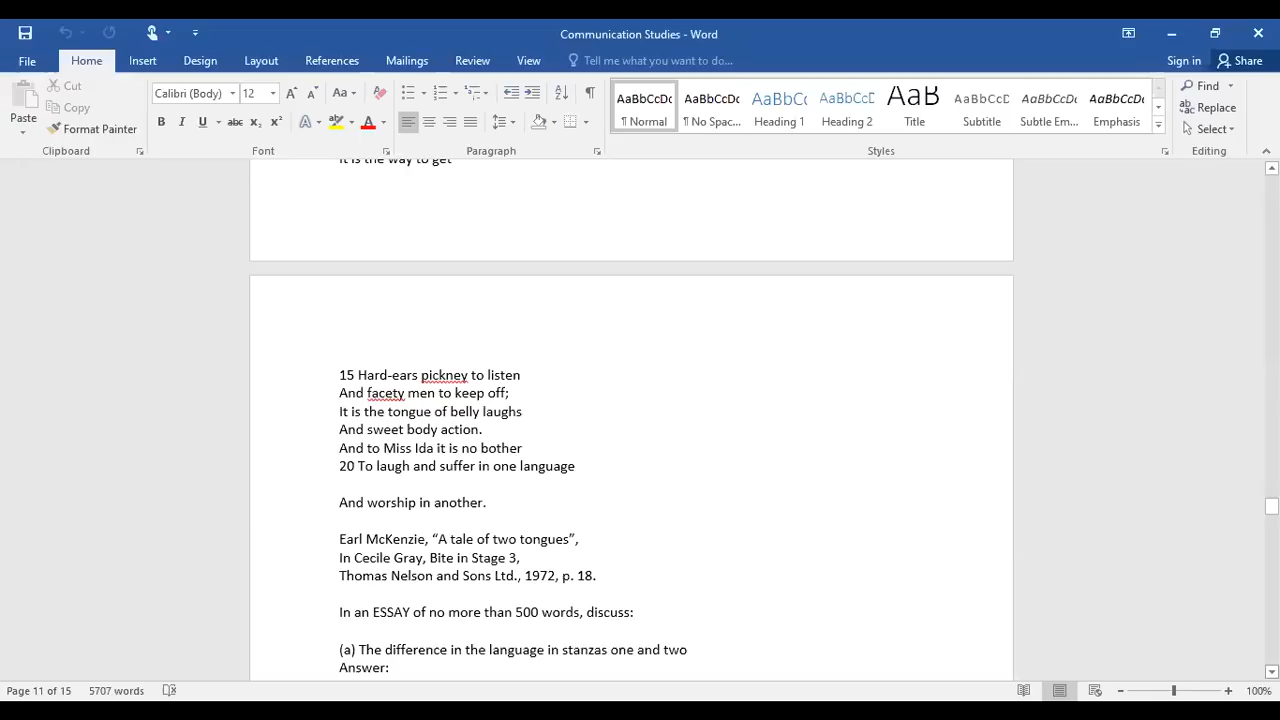 Communication Studies - Word
File Home Insert Design Layout References Mailings Review View Tell me what you want to do... Sign in Share
Paste Cut Copy Format Painter
Calibri (Body) 12
AaBbCcDc AaBbCcDc AaBbCc AaBbCcD AaB AaBbCcD AaBbCcDc AaBbCcDc
¶ Normal ¶ No Spac... Heading 1 Heading 2 Title Subtitle Subtle Em... Emphasis
Find Replace Select
Clipboard Font Paragraph Styles Editing
It is the way to get
15 Hard-ears pickney to listen
And facety men to keep off;
It is the tongue of belly laughs
And sweet body action.
And to Miss Ida it is no bother
20 To laugh and suffer in one language
And worship in another.
Earl McKenzie, “A tale of two tongues”,
In Cecile Gray, Bite in Stage 3,
Thomas Nelson and Sons Ltd., 1972, p. 18.
In an ESSAY of no more than 500 words, discuss:
(a) The difference in the language in stanzas one and two
Answer:
Page 11 of 15 5707 words 100%